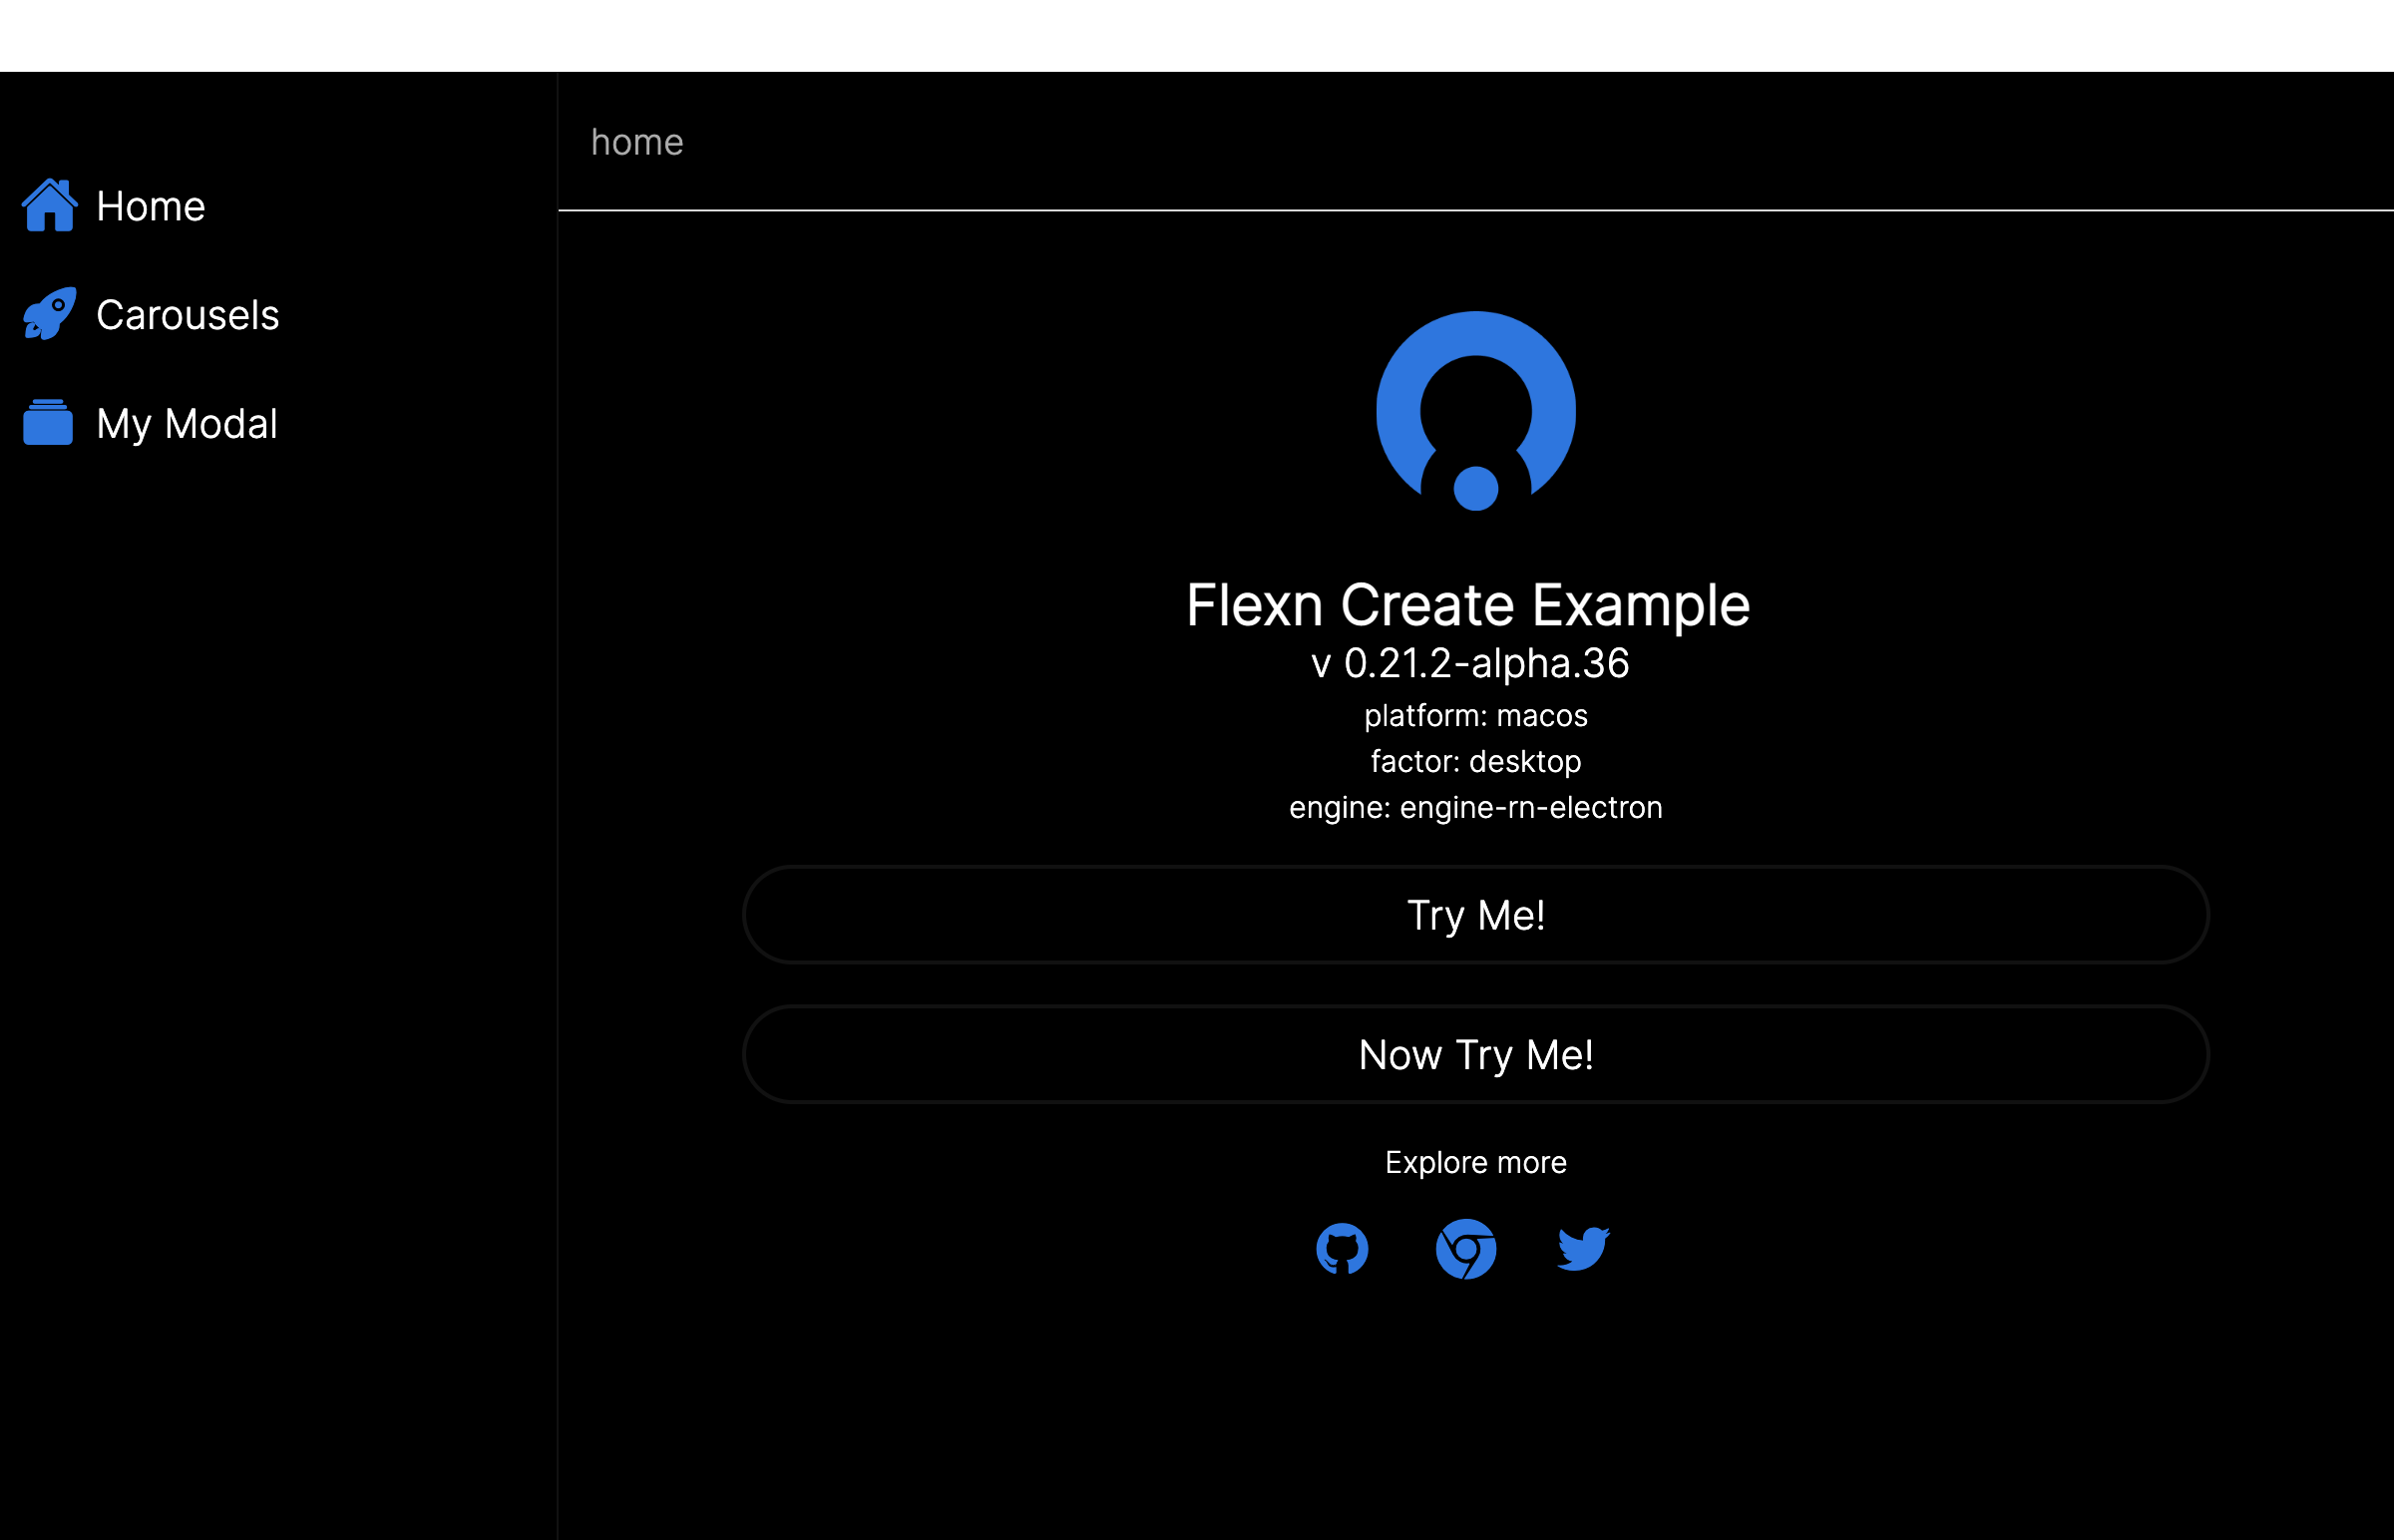 Home
Carousels
My Modal
home
Flexn Create Example
v 0.21.2-alpha.36
platform: macos
factor: desktop
engine: engine-rn-electron
Try Me!
Now Try Me!
Explore more